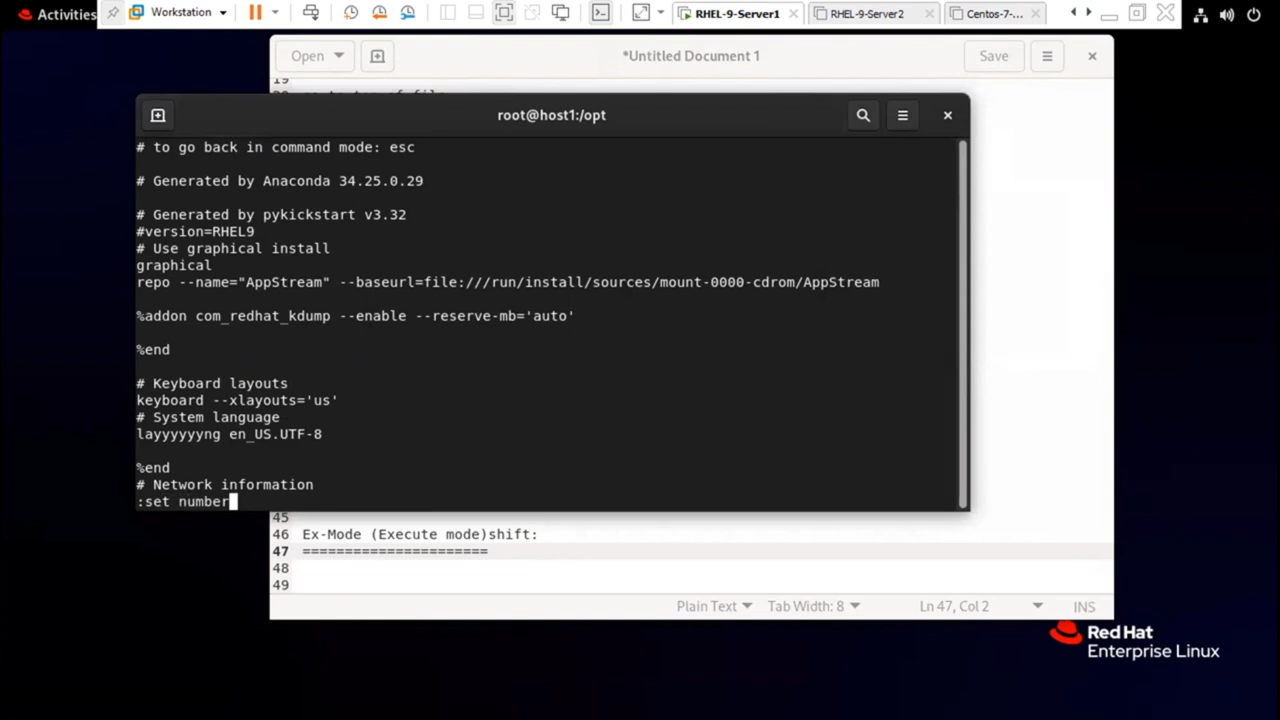 Activities
Workstation
RHEL-9-Server1
RHEL-9-Server2
Centos-7-...
Open
*Untitled Document 1
Save
19
root@host1:/opt
# to go back in command mode: esc
# Generated by Anaconda 34.25.0.29
# Generated by pykickstart v3.32
#version=RHEL9
# Use graphical install
graphical
repo --name="AppStream" --baseurl=file:///run/install/sources/mount-0000-cdrom/AppStream
%addon com_redhat_kdump --enable --reserve-mb='auto'
%end
# Keyboard layouts
keyboard --xlayouts='us'
# System language
layyyyyyng en_US.UTF-8
%end
# Network information
:set number
45
46 Ex-Mode (Execute mode)shift:
47 ======================
48
49
Plain Text
Tab Width: 8
Ln 47, Col 2
INS
Red Hat
Enterprise Linux